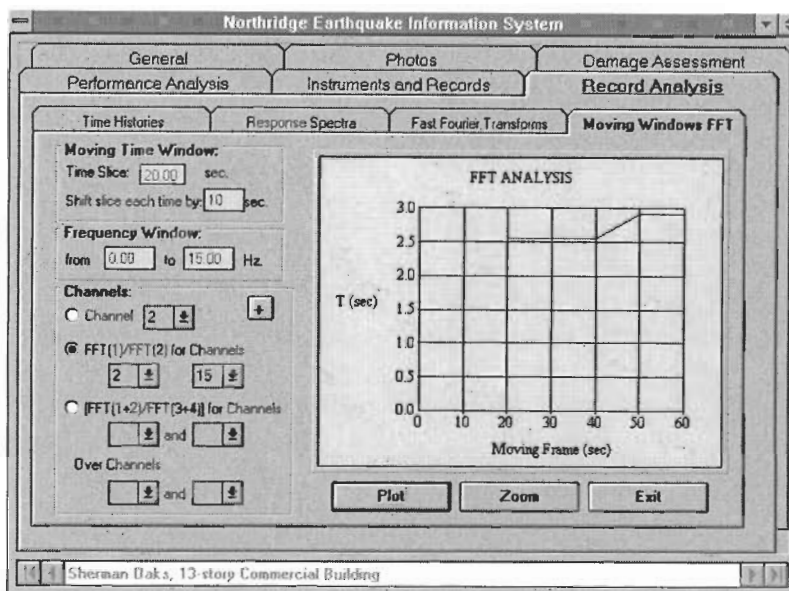 Northridge Earthquake Information System
General Photos Damage Assessment
Performance Analysis Instruments and Records Record Analysis
Time Histories Response Spectra Fast Fourier Transforms Moving Windows FFT
Moving Time Window:
Time Slice: 20.00 sec.
Shift slice each time by: 10 sec.
Frequency Window:
from 0.00 to 15.00 Hz.
Channels:
Channel 2 +
FFT(1)/FFT(2) for Channels
2 15
[FFT(1+2)/FFT(3+4)] for Channels
and
Over Channels
and
FFT ANALYSIS
3.0
2.5
2.0
T (sec) 1.5
1.0
0.5
0.0
0 10 20 30 40 50 60
Moving Frame (sec)
Plot Zoom Exit
Sherman Oaks, 13-story Commercial Building